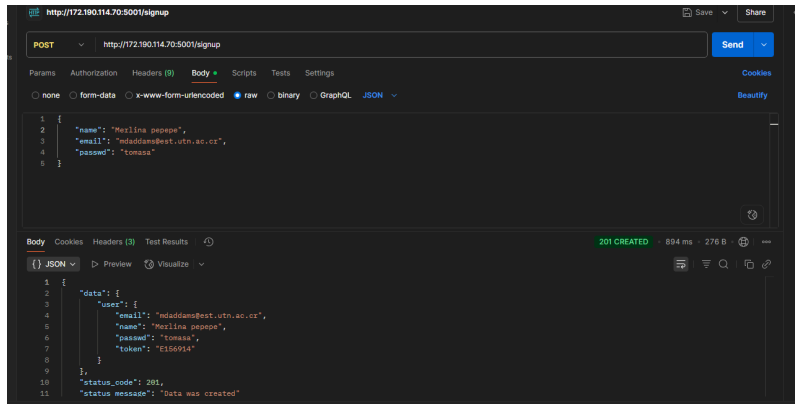 http://172.190.114.70:5001/signup
Save
Share
POST
http://172.190.114.70:5001/signup
Send
Params Authorization Headers (9) Body Scripts Tests Settings Cookies
none form-data x-www-form-urlencoded raw binary GraphQL JSON Beautify
1 {
2 "name": "Merlina pepepe",
3 "email": "mdaddams@est.utn.ac.cr",
4 "passwd": "tomasa"
5 }
Body Cookies Headers (3) Test Results 201 CREATED 894 ms 276 B
{} JSON Preview Visualize
1 {
2 "data": {
3 "user": {
4 "email": "mdaddams@est.utn.ac.cr",
5 "name": "Merlina pepepe",
6 "passwd": "tomasa",
7 "token": "E156914"
8 }
9 },
10 "status_code": 201,
11 "status_message": "Data was created"